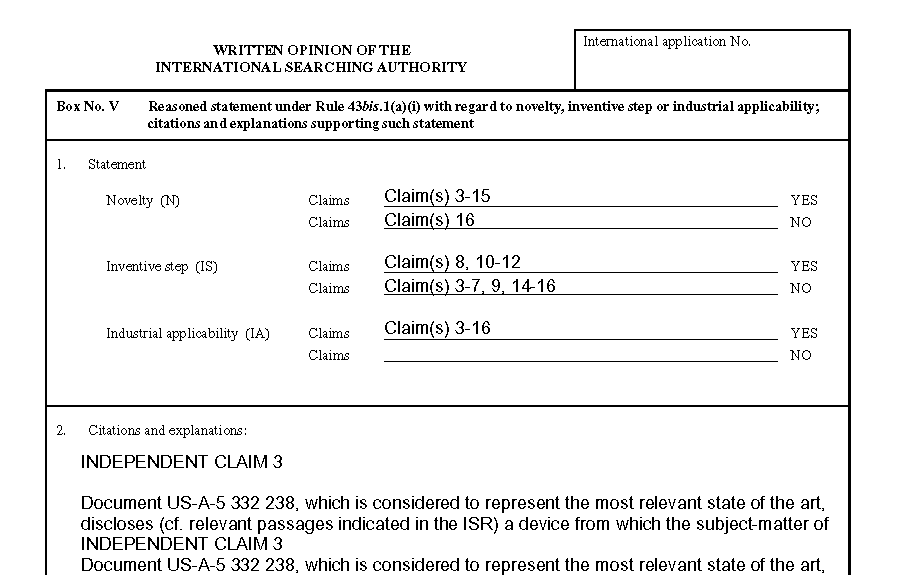 WRITTEN OPINION OF THE
INTERNATIONAL SEARCHING AUTHORITY
International application No.
Box No. V Reasoned statement under Rule 43bis.1(a)(i) with regard to novelty, inventive step or industrial applicability;
citations and explanations supporting such statement
1. Statement
Novelty (N) Claims Claim(s) 3-15 YES
Claims Claim(s) 16 NO
Inventive step (IS) Claims Claim(s) 8, 10-12 YES
Claims Claim(s) 3-7, 9, 14-16 NO
Industrial applicability (IA) Claims Claim(s) 3-16 YES
Claims NO
2. Citations and explanations:
INDEPENDENT CLAIM 3
Document US-A-5 332 238, which is considered to represent the most relevant state of the art,
discloses (cf. relevant passages indicated in the ISR) a device from which the subject-matter of
INDEPENDENT CLAIM 3
Document US-A-5 332 238, which is considered to represent the most relevant state of the art,